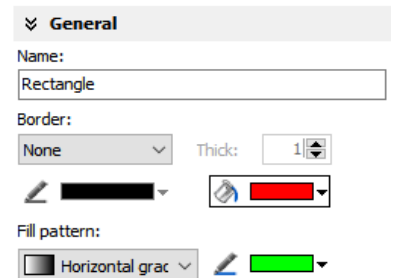 General
Name:
Rectangle
Border:
None Thick: 1
Fill pattern:
Horizontal grac